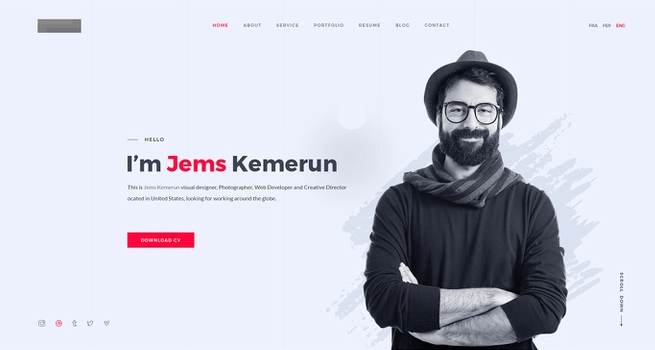 HOME ABOUT SERVICE PORTFOLIO RESUME BLOG CONTACT
FRA FER ENG
HELLO
I'm Jems Kemerun
This is Jems Kemerun visual designer, Photographer, Web Developer and Creative Director
ocated in United States, looking for working around the globe.
DOWNLOAD CV
SCROLL DOWN